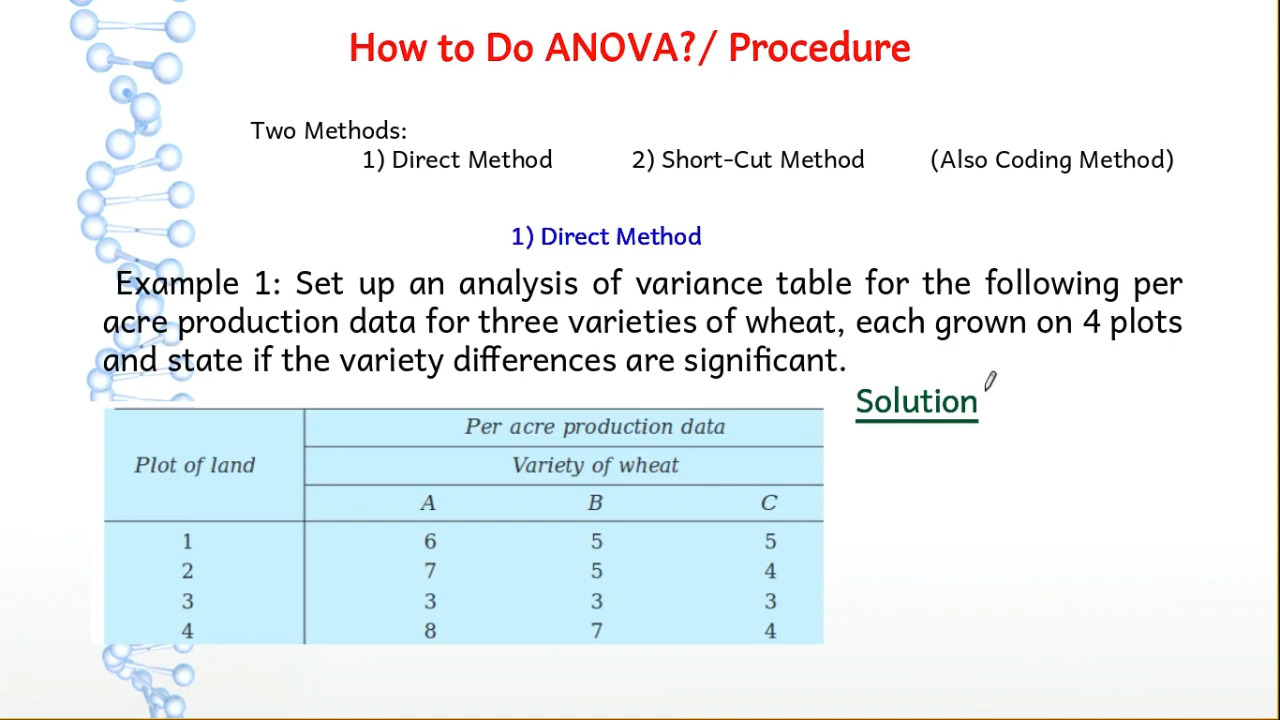 How to Do ANOVA?/ Procedure
Two Methods:
1) Direct Method 2) Short-Cut Method (Also Coding Method)
1) Direct Method
Example 1: Set up an analysis of variance table for the following per
acre production data for three varieties of wheat, each grown on 4 plots
and state if the variety differences are significant.
Solution
Per acre production data
Plot of land Variety of wheat
A B C
1 6 5 5
2 7 5 4
3 3 3 3
4 8 7 4